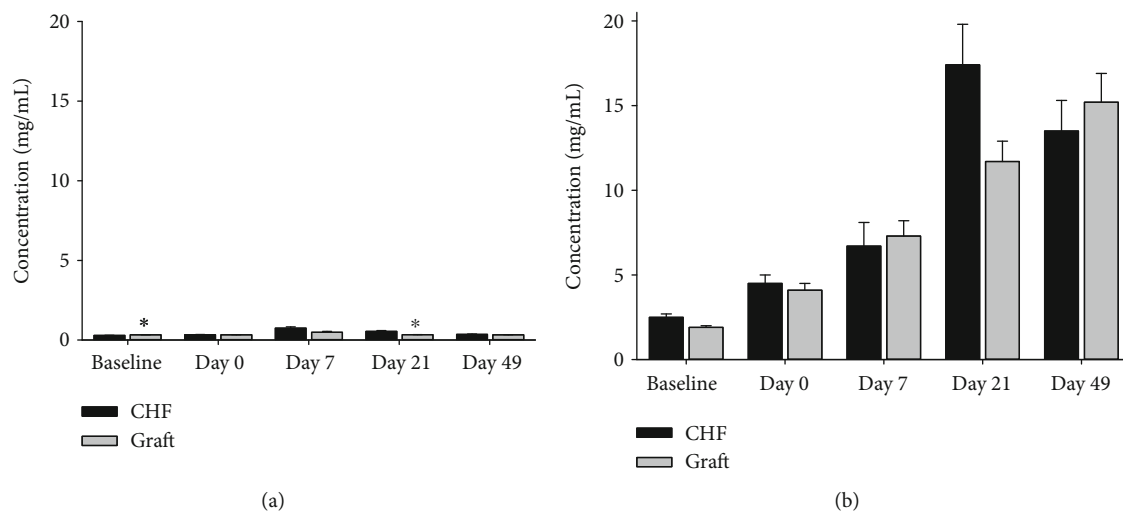 20
15
10
5
0
Concentration (mg/mL)
*
*
Baseline Day 0 Day 7 Day 21 Day 49
CHF
Graft
(a)
20
15
10
5
0
Concentration (mg/mL)
Baseline Day 0 Day 7 Day 21 Day 49
CHF
Graft
(b)